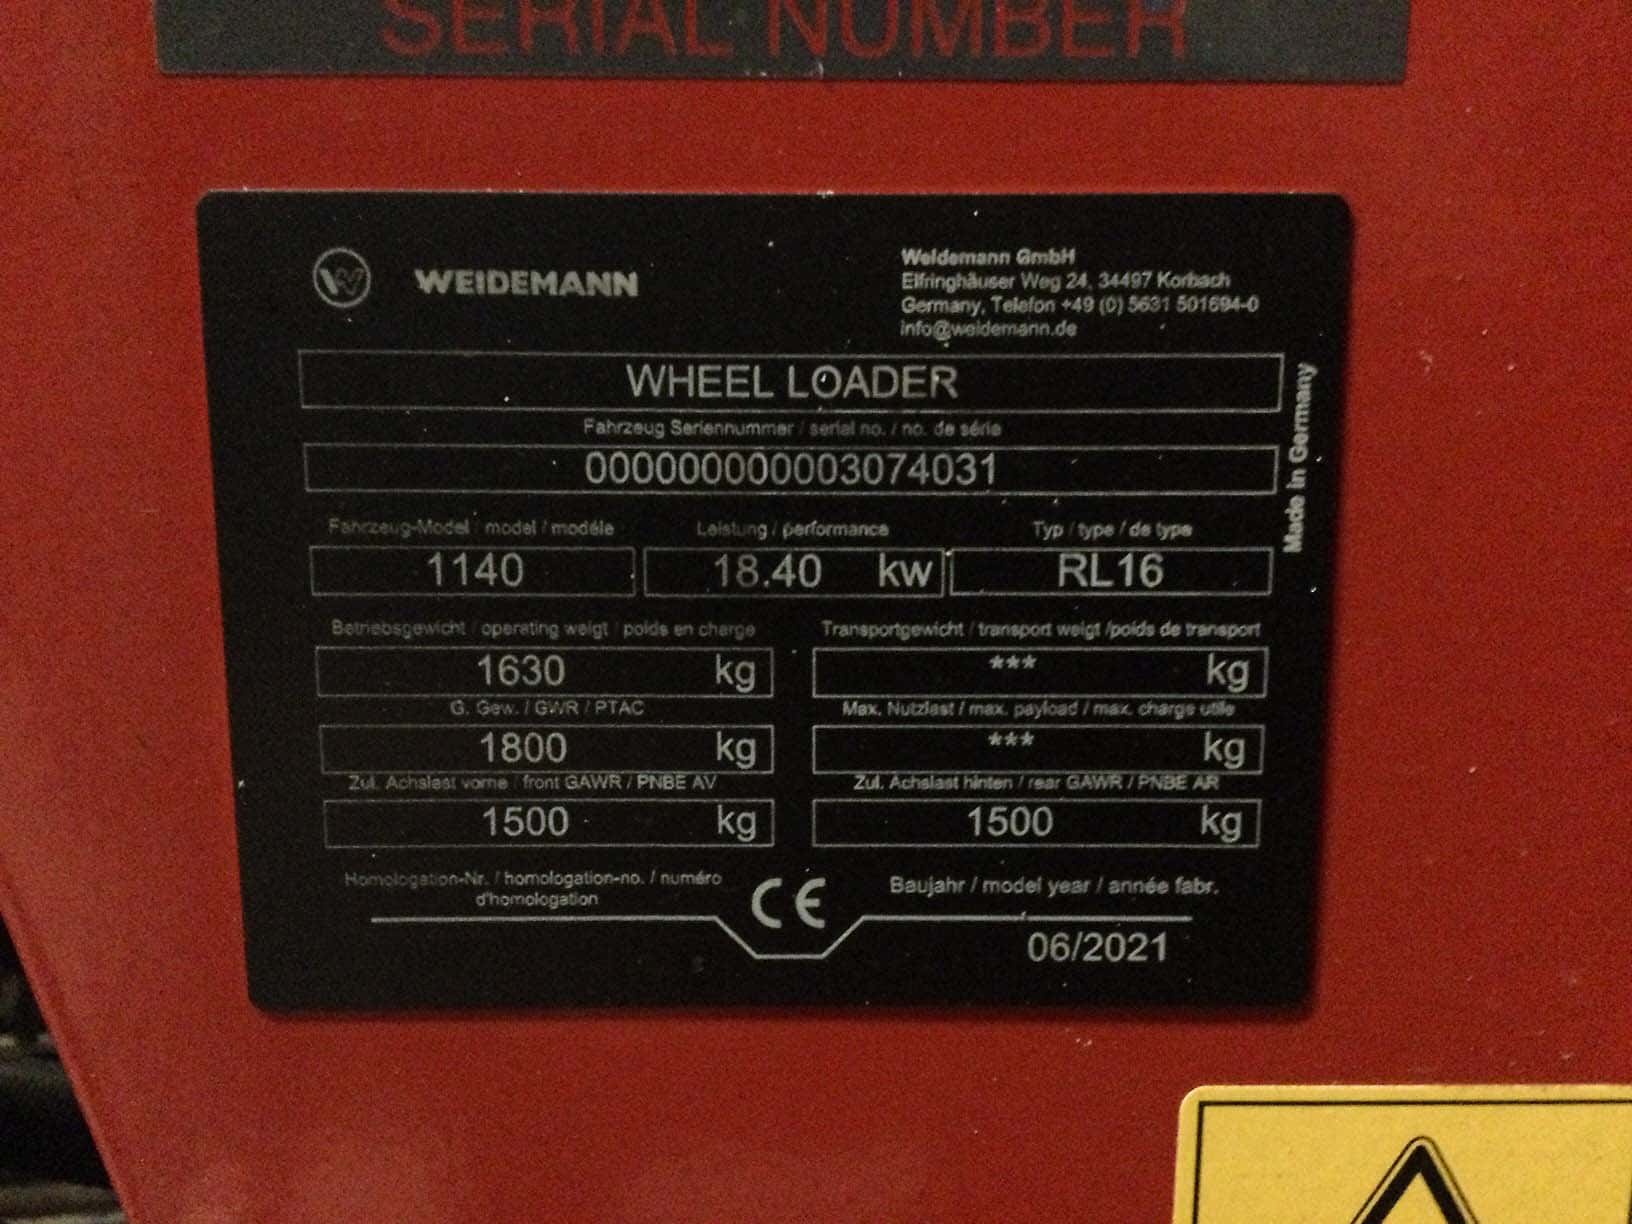 SERIAL NUMBER
WEIDEMANN
Weidemann GmbH
Elfringhäuser Weg 24, 34497 Korbach
Germany, Telefon +49 (0) 5631 501694-0
info@weidemann.de
WHEEL LOADER
Fahrzeug Seriennummer / serial no. / no. de série
000000000003074031
Made in Germany
Fahrzeug-Model / model / modéle
Leistung / performance
Typ / type / de type
1140
18.40 kw
RL16
Betriebsgewicht / operating weigt / poids en charge
Transportgewicht / transport weigt /poids de transport
1630 kg
*** kg
G. Gew. / GWR / PTAC
Max. Nutzlast / max. payload / max. charge utile
1800 kg
*** kg
Zul. Achslast vorne / front GAWR / PNBE AV
Zul. Achslast hinten / rear GAWR / PNBE AR
1500 kg
1500 kg
Homologation-Nr. / homologation-no. / numéro
d'homologation
CE
Baujahr / model year / année fabr.
06/2021